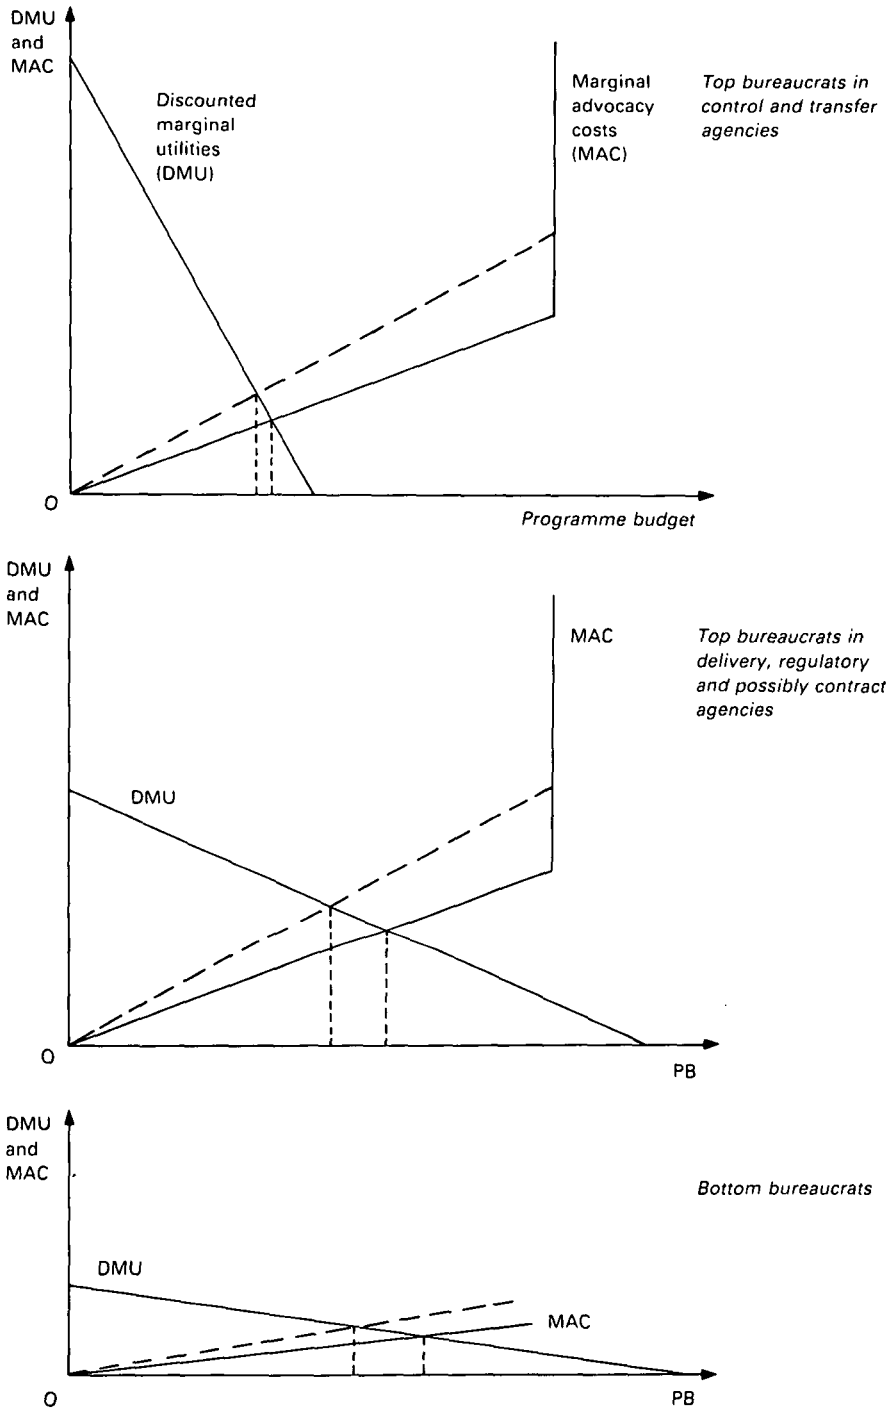 DMU
and
MAC
Discounted
marginal
utilities
(DMU)
Marginal
advocacy
costs
(MAC)
Top bureaucrats in
control and transfer
agencies
O
Programme budget
DMU
and
MAC
DMU
MAC
Top bureaucrats in
delivery, regulatory
and possibly contract
agencies
O
PB
DMU
and
MAC
DMU
MAC
Bottom bureaucrats
O
PB